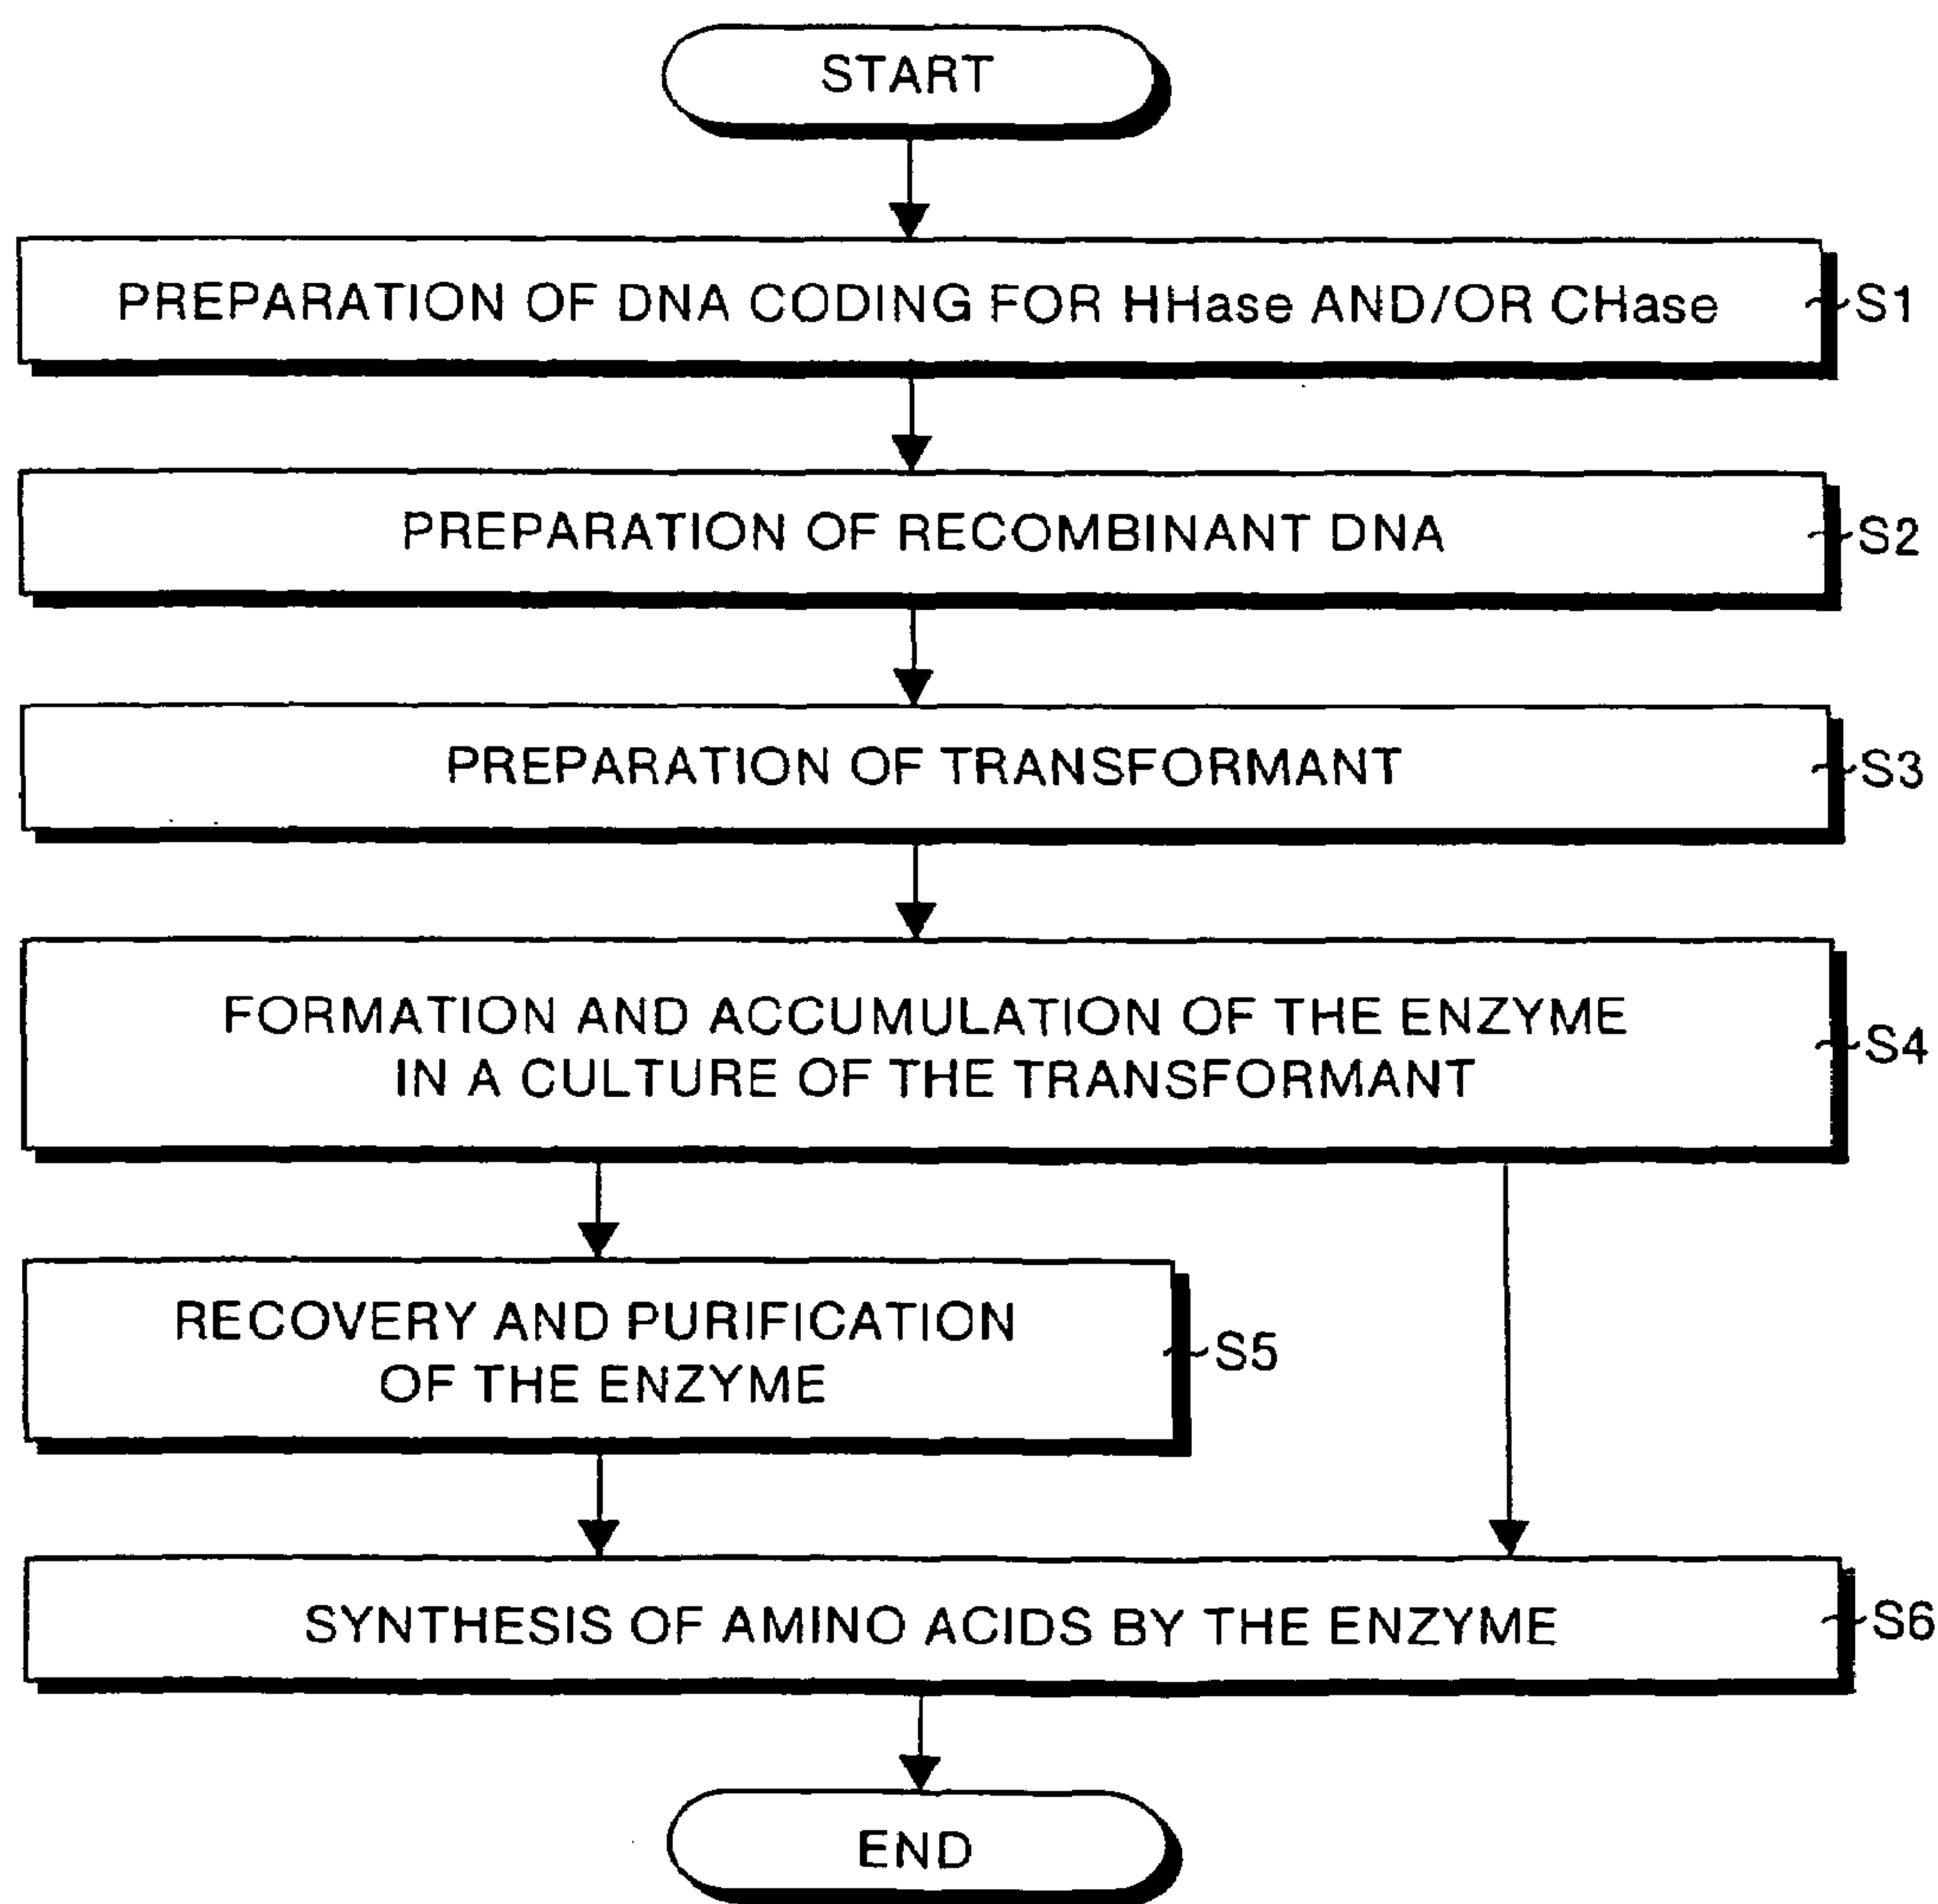 START
PREPARATION OF DNA CODING FOR HHase AND/OR CHase
S1
PREPARATION OF RECOMBINANT DNA
S2
PREPARATION OF TRANSFORMANT
S3
FORMATION AND ACCUMULATION OF THE ENZYME
IN A CULTURE OF THE TRANSFORMANT
S4
RECOVERY AND PURIFICATION
OF THE ENZYME
S5
SYNTHESIS OF AMINO ACIDS BY THE ENZYME
S6
END